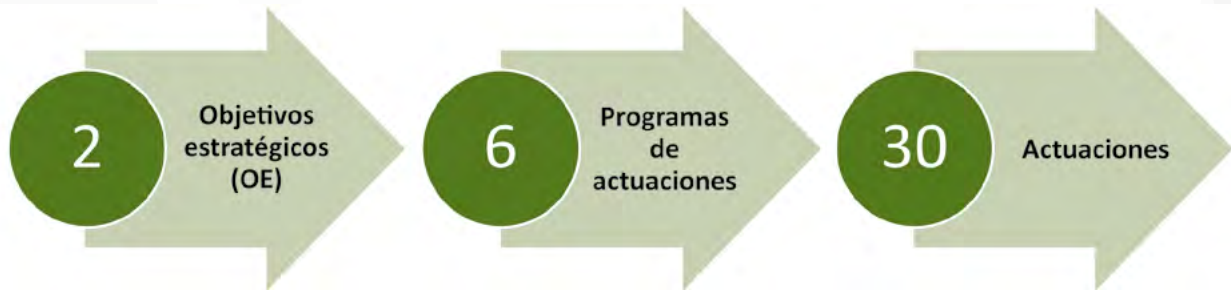 2
Objetivos
estratégicos
(OE)
6
Programas
de
actuaciones
30
Actuaciones